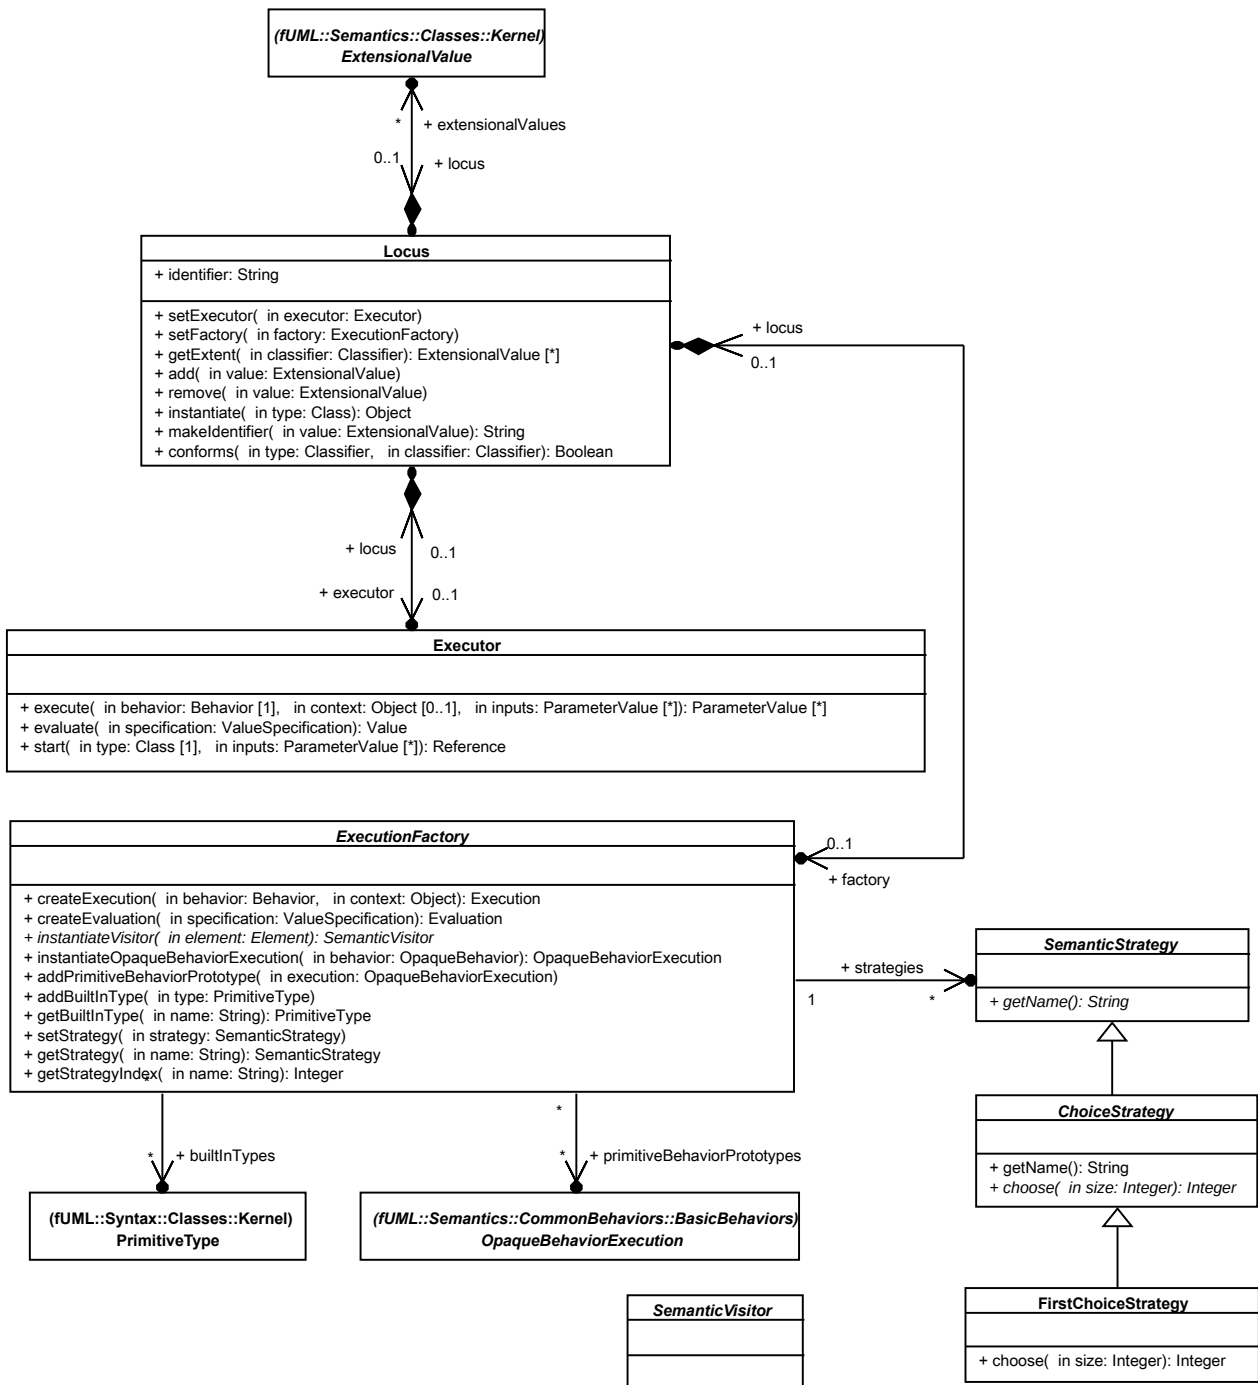 (fUML::Semantics::Classes::Kernel)
ExtensionalValue
*
+ extensionalValues
0..1
+ locus
Locus
+ identifier: String
+ setExecutor( in executor: Executor)
+ setFactory( in factory: ExecutionFactory)
+ getExtent( in classifier: Classifier): ExtensionalValue [*]
+ add( in value: ExtensionalValue)
+ remove( in value: ExtensionalValue)
+ instantiate( in type: Class): Object
+ makeIdentifier( in value: ExtensionalValue): String
+ conforms( in type: Classifier, in classifier: Classifier): Boolean
+ locus
0..1
+ locus
0..1
+ executor
0..1
Executor
+ execute( in behavior: Behavior [1], in context: Object [0..1], in inputs: ParameterValue [*]): ParameterValue [*]
+ evaluate( in specification: ValueSpecification): Value
+ start( in type: Class [1], in inputs: ParameterValue [*]): Reference
ExecutionFactory
+ createExecution( in behavior: Behavior, in context: Object): Execution
+ createEvaluation( in specification: ValueSpecification): Evaluation
+ instantiateVisitor( in element: Element): SemanticVisitor
+ instantiateOpaqueBehaviorExecution( in behavior: OpaqueBehavior): OpaqueBehaviorExecution
+ addPrimitiveBehaviorPrototype( in execution: OpaqueBehaviorExecution)
+ addBuiltInType( in type: PrimitiveType)
+ getBuiltInType( in name: String): PrimitiveType
+ setStrategy( in strategy: SemanticStrategy)
+ getStrategy( in name: String): SemanticStrategy
+ getStrategyIndex( in name: String): Integer
0..1
+ factory
+ strategies
1
*
SemanticStrategy
+ getName(): String
*
*
+ builtInTypes
*
*
+ primitiveBehaviorPrototypes
ChoiceStrategy
+ getName(): String
+ choose( in size: Integer): Integer
(fUML::Syntax::Classes::Kernel)
PrimitiveType
(fUML::Semantics::CommonBehaviors::BasicBehaviors)
OpaqueBehaviorExecution
SemanticVisitor
FirstChoiceStrategy
+ choose( in size: Integer): Integer